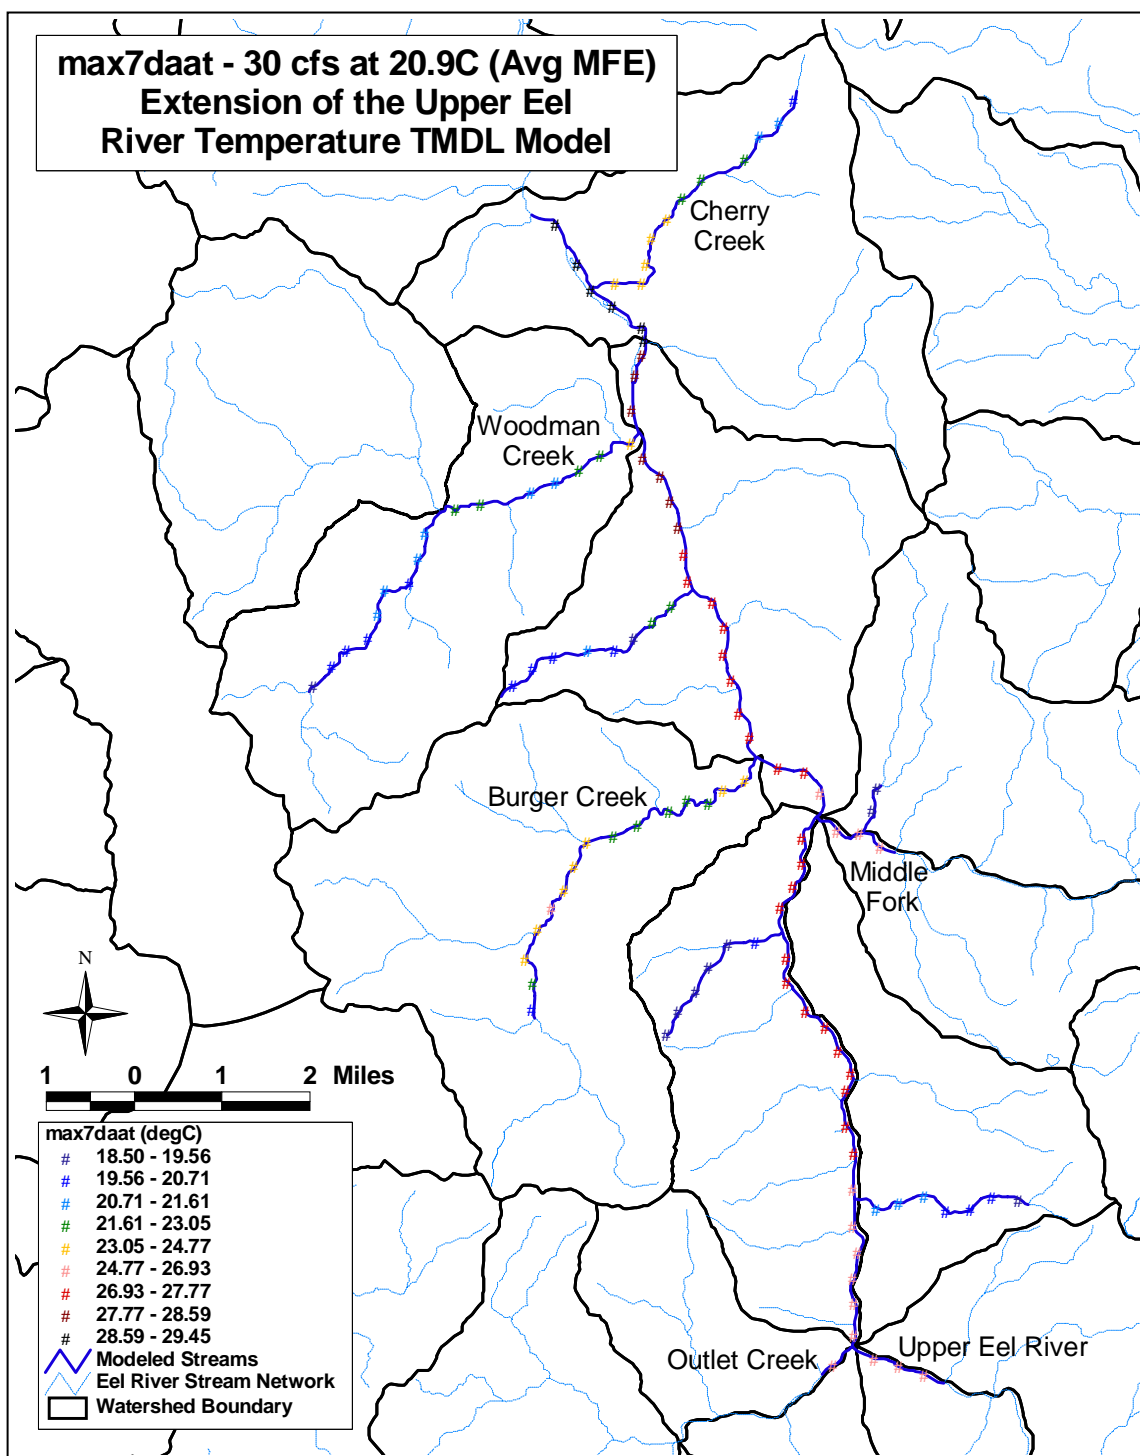 max7daat - 30 cfs at 20.9C (Avg MFE)
Extension of the Upper Eel
River Temperature TMDL Model
Cherry
Creek
Woodman
Creek
Burger Creek
Middle
Fork
N
1 0 1 2 Miles
max7daat (degC)
# 18.50 - 19.56
# 19.56 - 20.71
# 20.71 - 21.61
# 21.61 - 23.05
# 23.05 - 24.77
# 24.77 - 26.93
# 26.93 - 27.77
# 27.77 - 28.59
# 28.59 - 29.45
Modeled Streams
Eel River Stream Network
Watershed Boundary
Outlet Creek
Upper Eel River